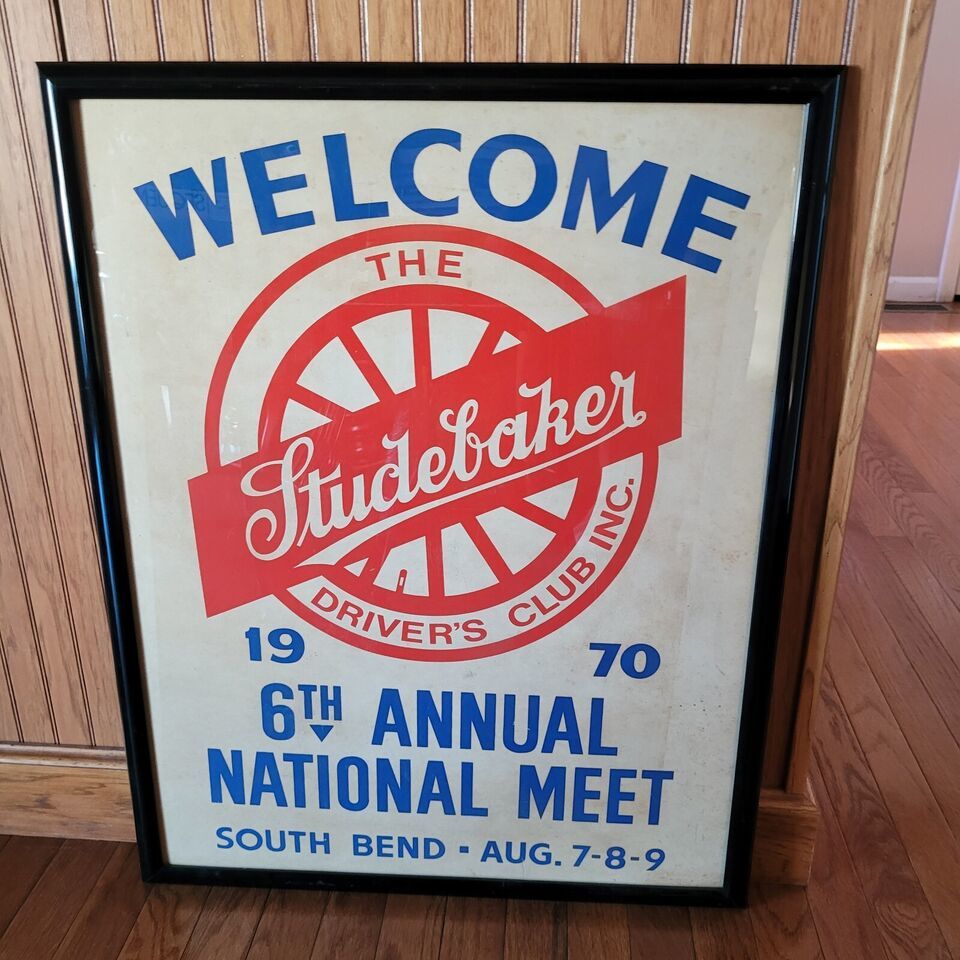 WELCOME
THE
Studebaker
DRIVER'S CLUB INC.
19 70
6TH ANNUAL
NATIONAL MEET
SOUTH BEND - AUG. 7-8-9